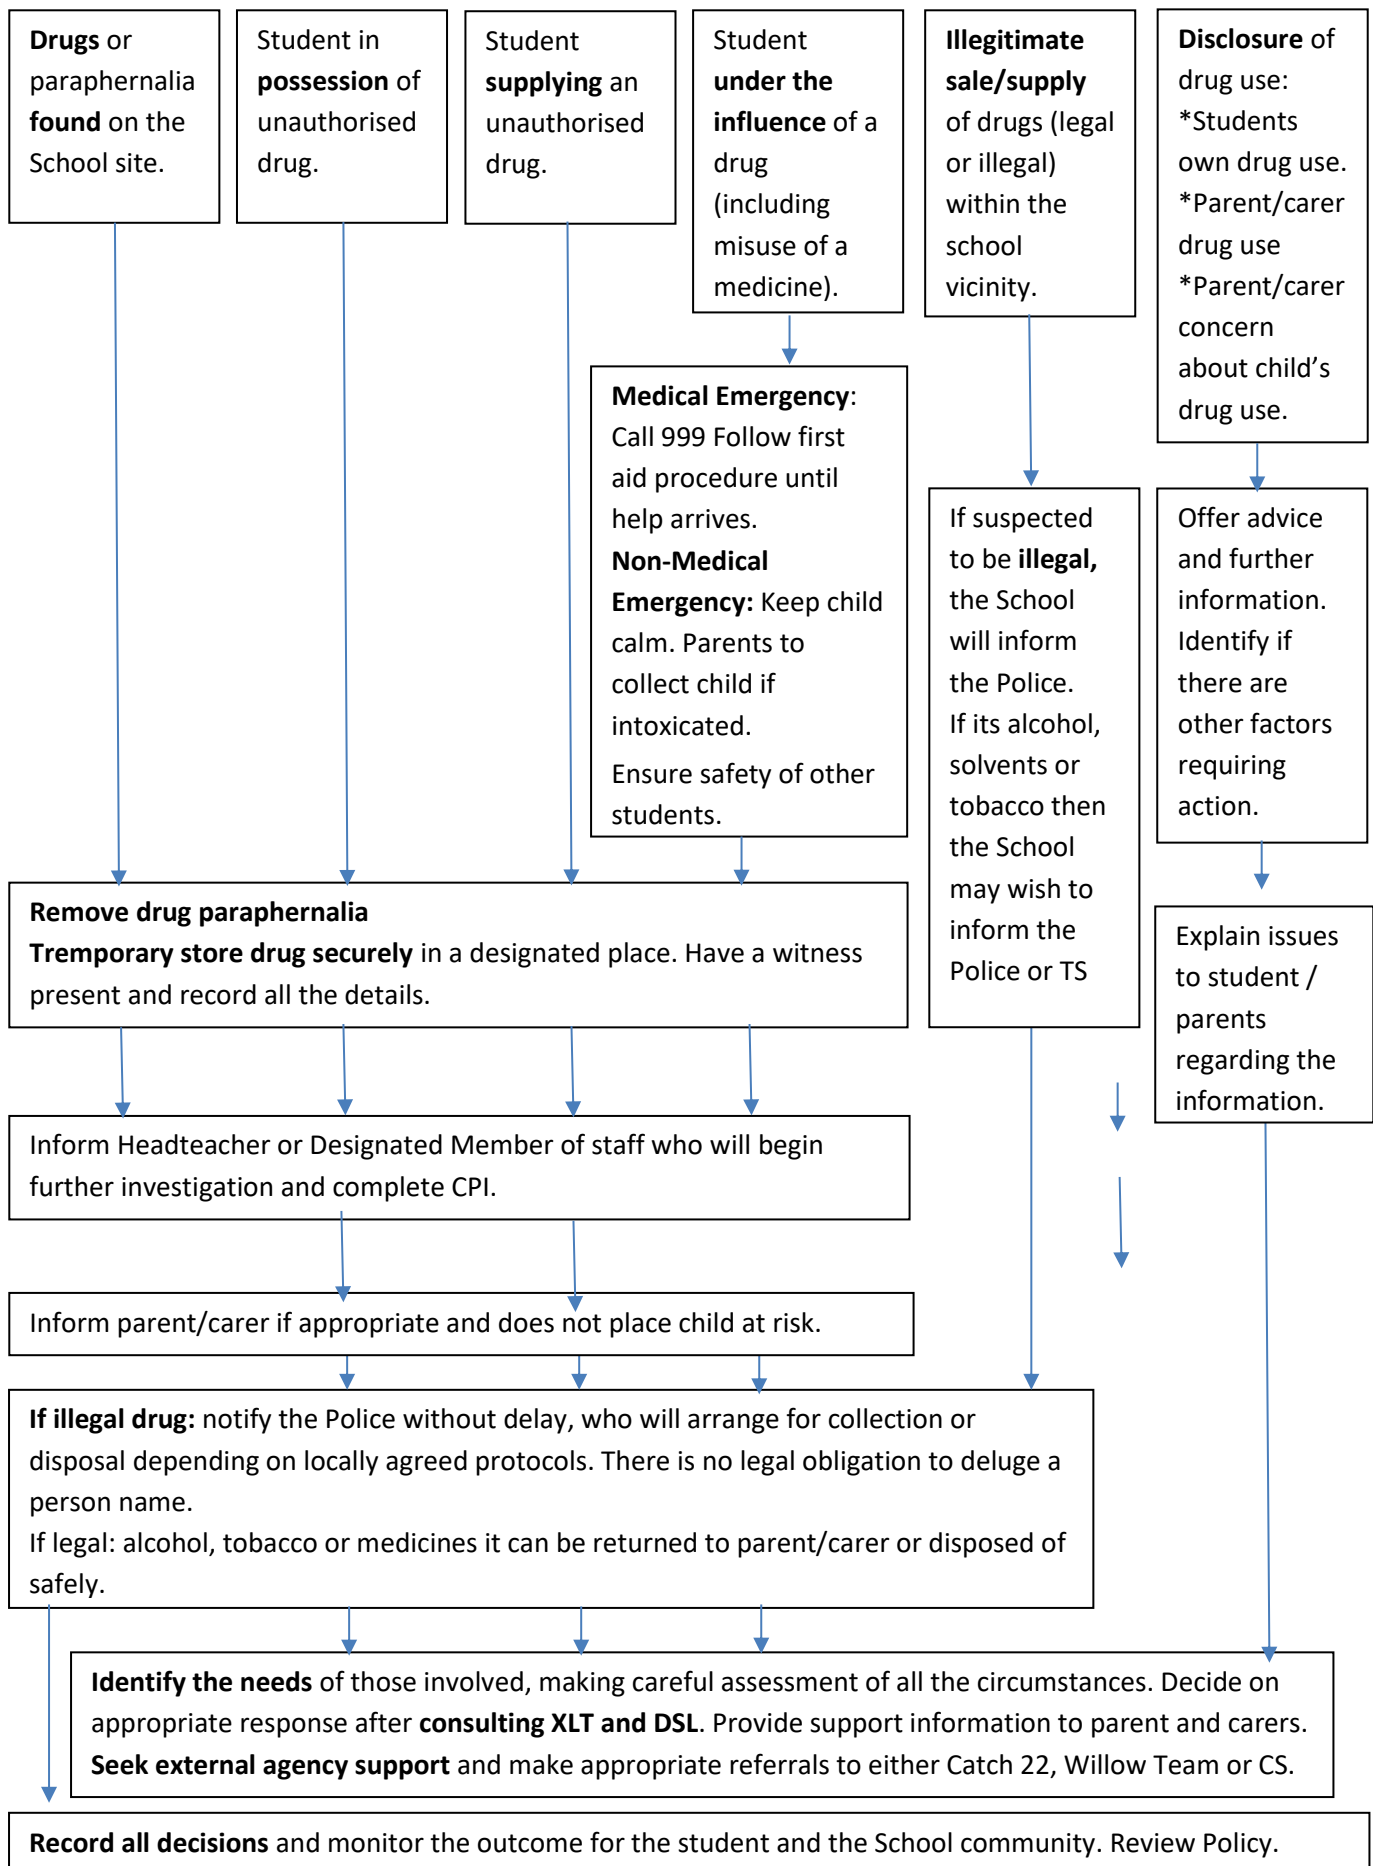 Drugs or
paraphernalia
found on the
School site.
Student in
possession of
unauthorised
drug.
Student
supplying an
unauthorised
drug.
Student
under the
influence of a
drug
(including
misuse of a
medicine).
Illegitimate
sale/supply
of drugs (legal
or illegal)
within the
school
vicinity.
Disclosure of
drug use:
*Students
own drug use.
*Parent/carer
drug use
*Parent/carer
concern
about child’s
drug use.
Medical Emergency:
Call 999 Follow first
aid procedure until
help arrives.
Non-Medical
Emergency: Keep child
calm. Parents to
collect child if
intoxicated.
Ensure safety of other
students.
If suspected
to be illegal,
the School
will inform
the Police.
If its alcohol,
solvents or
tobacco then
the School
may wish to
inform the
Police or TS
Offer advice
and further
information.
Identify if
there are
other factors
requiring
action.
Remove drug paraphernalia
Tremporary store drug securely in a designated place. Have a witness
present and record all the details.
Explain issues
to student /
parents
regarding the
information.
Inform Headteacher or Designated Member of staff who will begin
further investigation and complete CPI.
Inform parent/carer if appropriate and does not place child at risk.
If illegal drug: notify the Police without delay, who will arrange for collection or
disposal depending on locally agreed protocols. There is no legal obligation to deluge a
person name.
If legal: alcohol, tobacco or medicines it can be returned to parent/carer or disposed of
safely.
Identify the needs of those involved, making careful assessment of all the circumstances. Decide on
appropriate response after consulting XLT and DSL. Provide support information to parent and carers.
Seek external agency support and make appropriate referrals to either Catch 22, Willow Team or CS.
Record all decisions and monitor the outcome for the student and the School community. Review Policy.